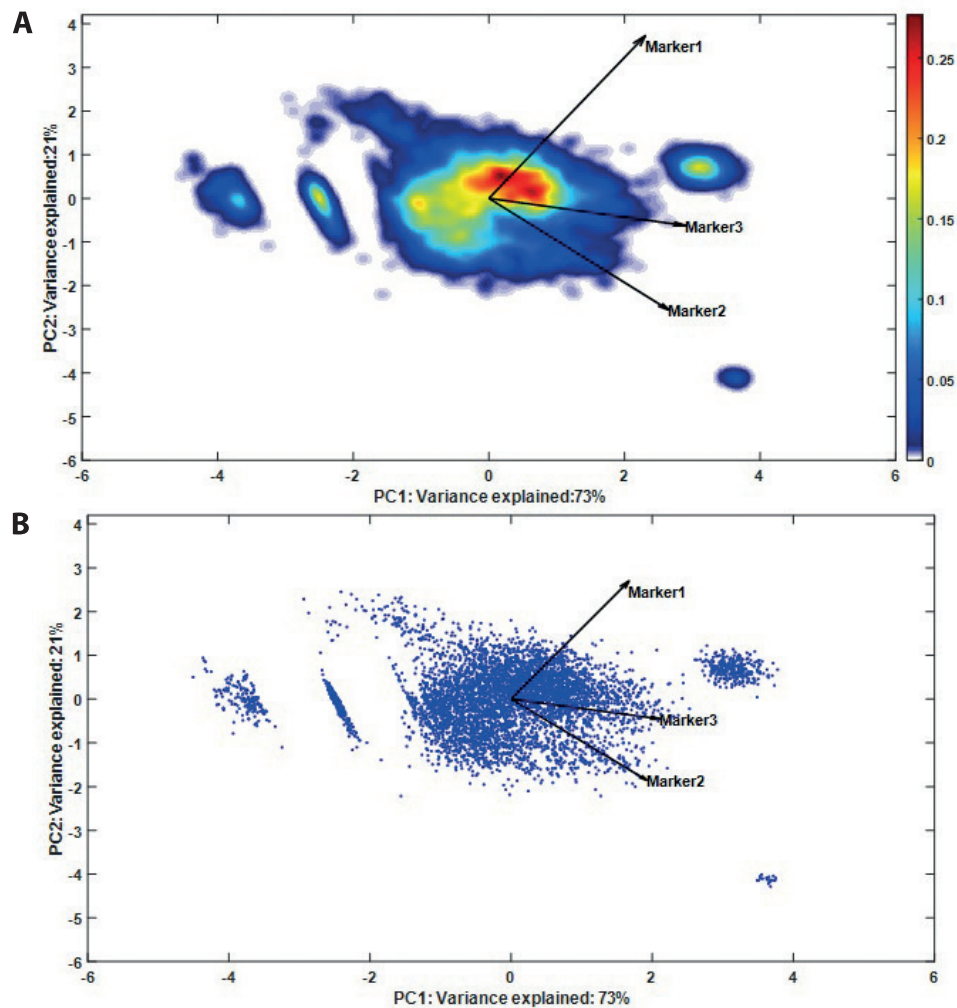 A
4
3
2
1
0
-1
-2
-3
-4
-5
-6
PC2: Varianceexplained:21%
Marker1
Marker3
Marker2
0.25
0.2
0.15
0.1
0.05
0
-6 -4 -2 0 2 4 6
PC1: Variance explained:73%
B
4
3
2
1
0
-1
-2
-3
-4
-5
-6
PC2: Variance explained: 21%
Marker1
Marker3
Marker2
-6 -4 -2 0 2 4 6
PC1: Variance explained: 73%